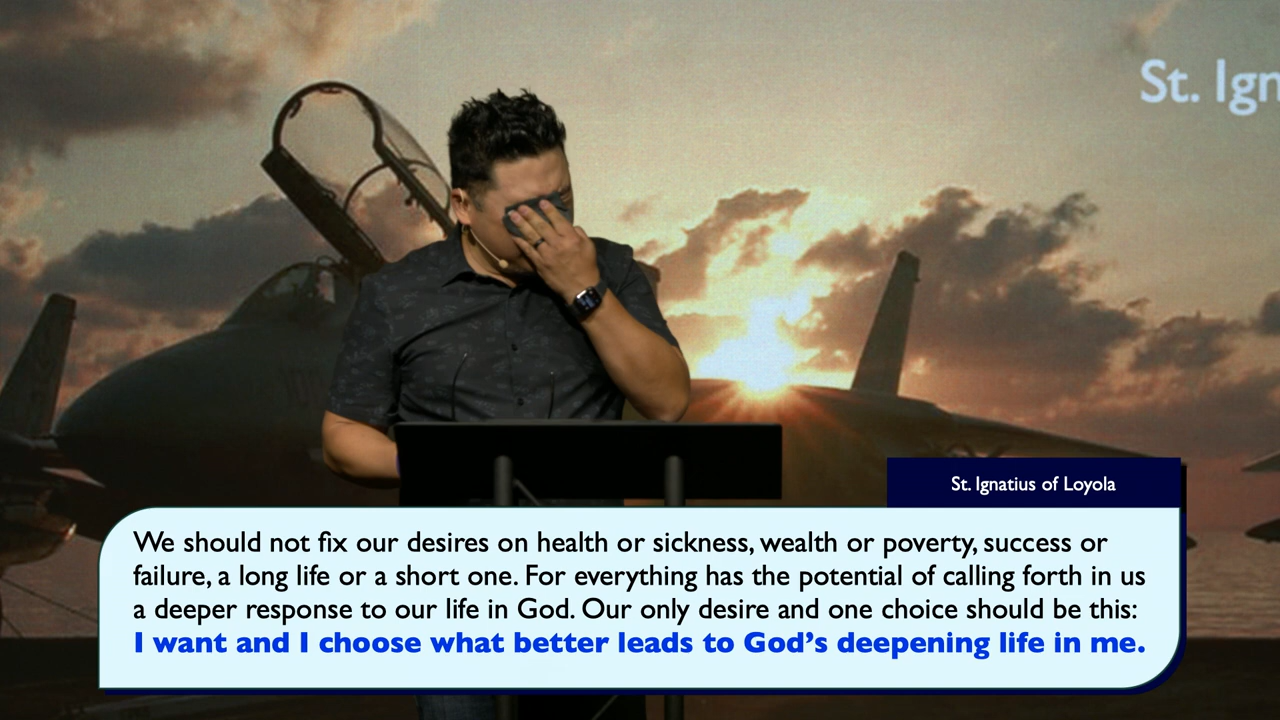 St. Ign
St. Ignatius of Loyola
We should not fix our desires on health or sickness, wealth or poverty, success or
failure, a long life or a short one. For everything has the potential of calling forth in us
a deeper response to our life in God. Our only desire and one choice should be this:
I want and I choose what better leads to God's deepening life in me.